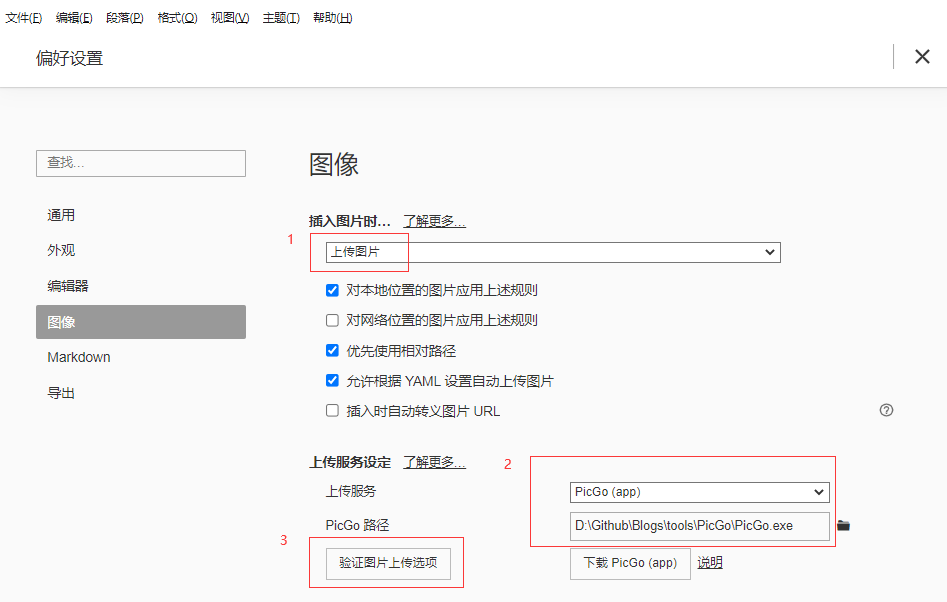 文件(F) 编辑(E) 段落(P) 格式(O) 视图(V) 主题(T) 帮助(H)
偏好设置
查找...
通用
外观
编辑器
图像
Markdown
导出
图像
插入图片时... 了解更多...
1
上传图片
对本地位置的图片应用上述规则
对网络位置的图片应用上述规则
优先使用相对路径
允许根据 YAML 设置自动上传图片
插入时自动转义图片 URL
上传服务设定 了解更多...
2
上传服务 PicGo (app)
PicGo 路径 D:\Github\Blogs\tools\PicGo\PicGo.exe
3
验证图片上传选项 下载 PicGo (app) 说明